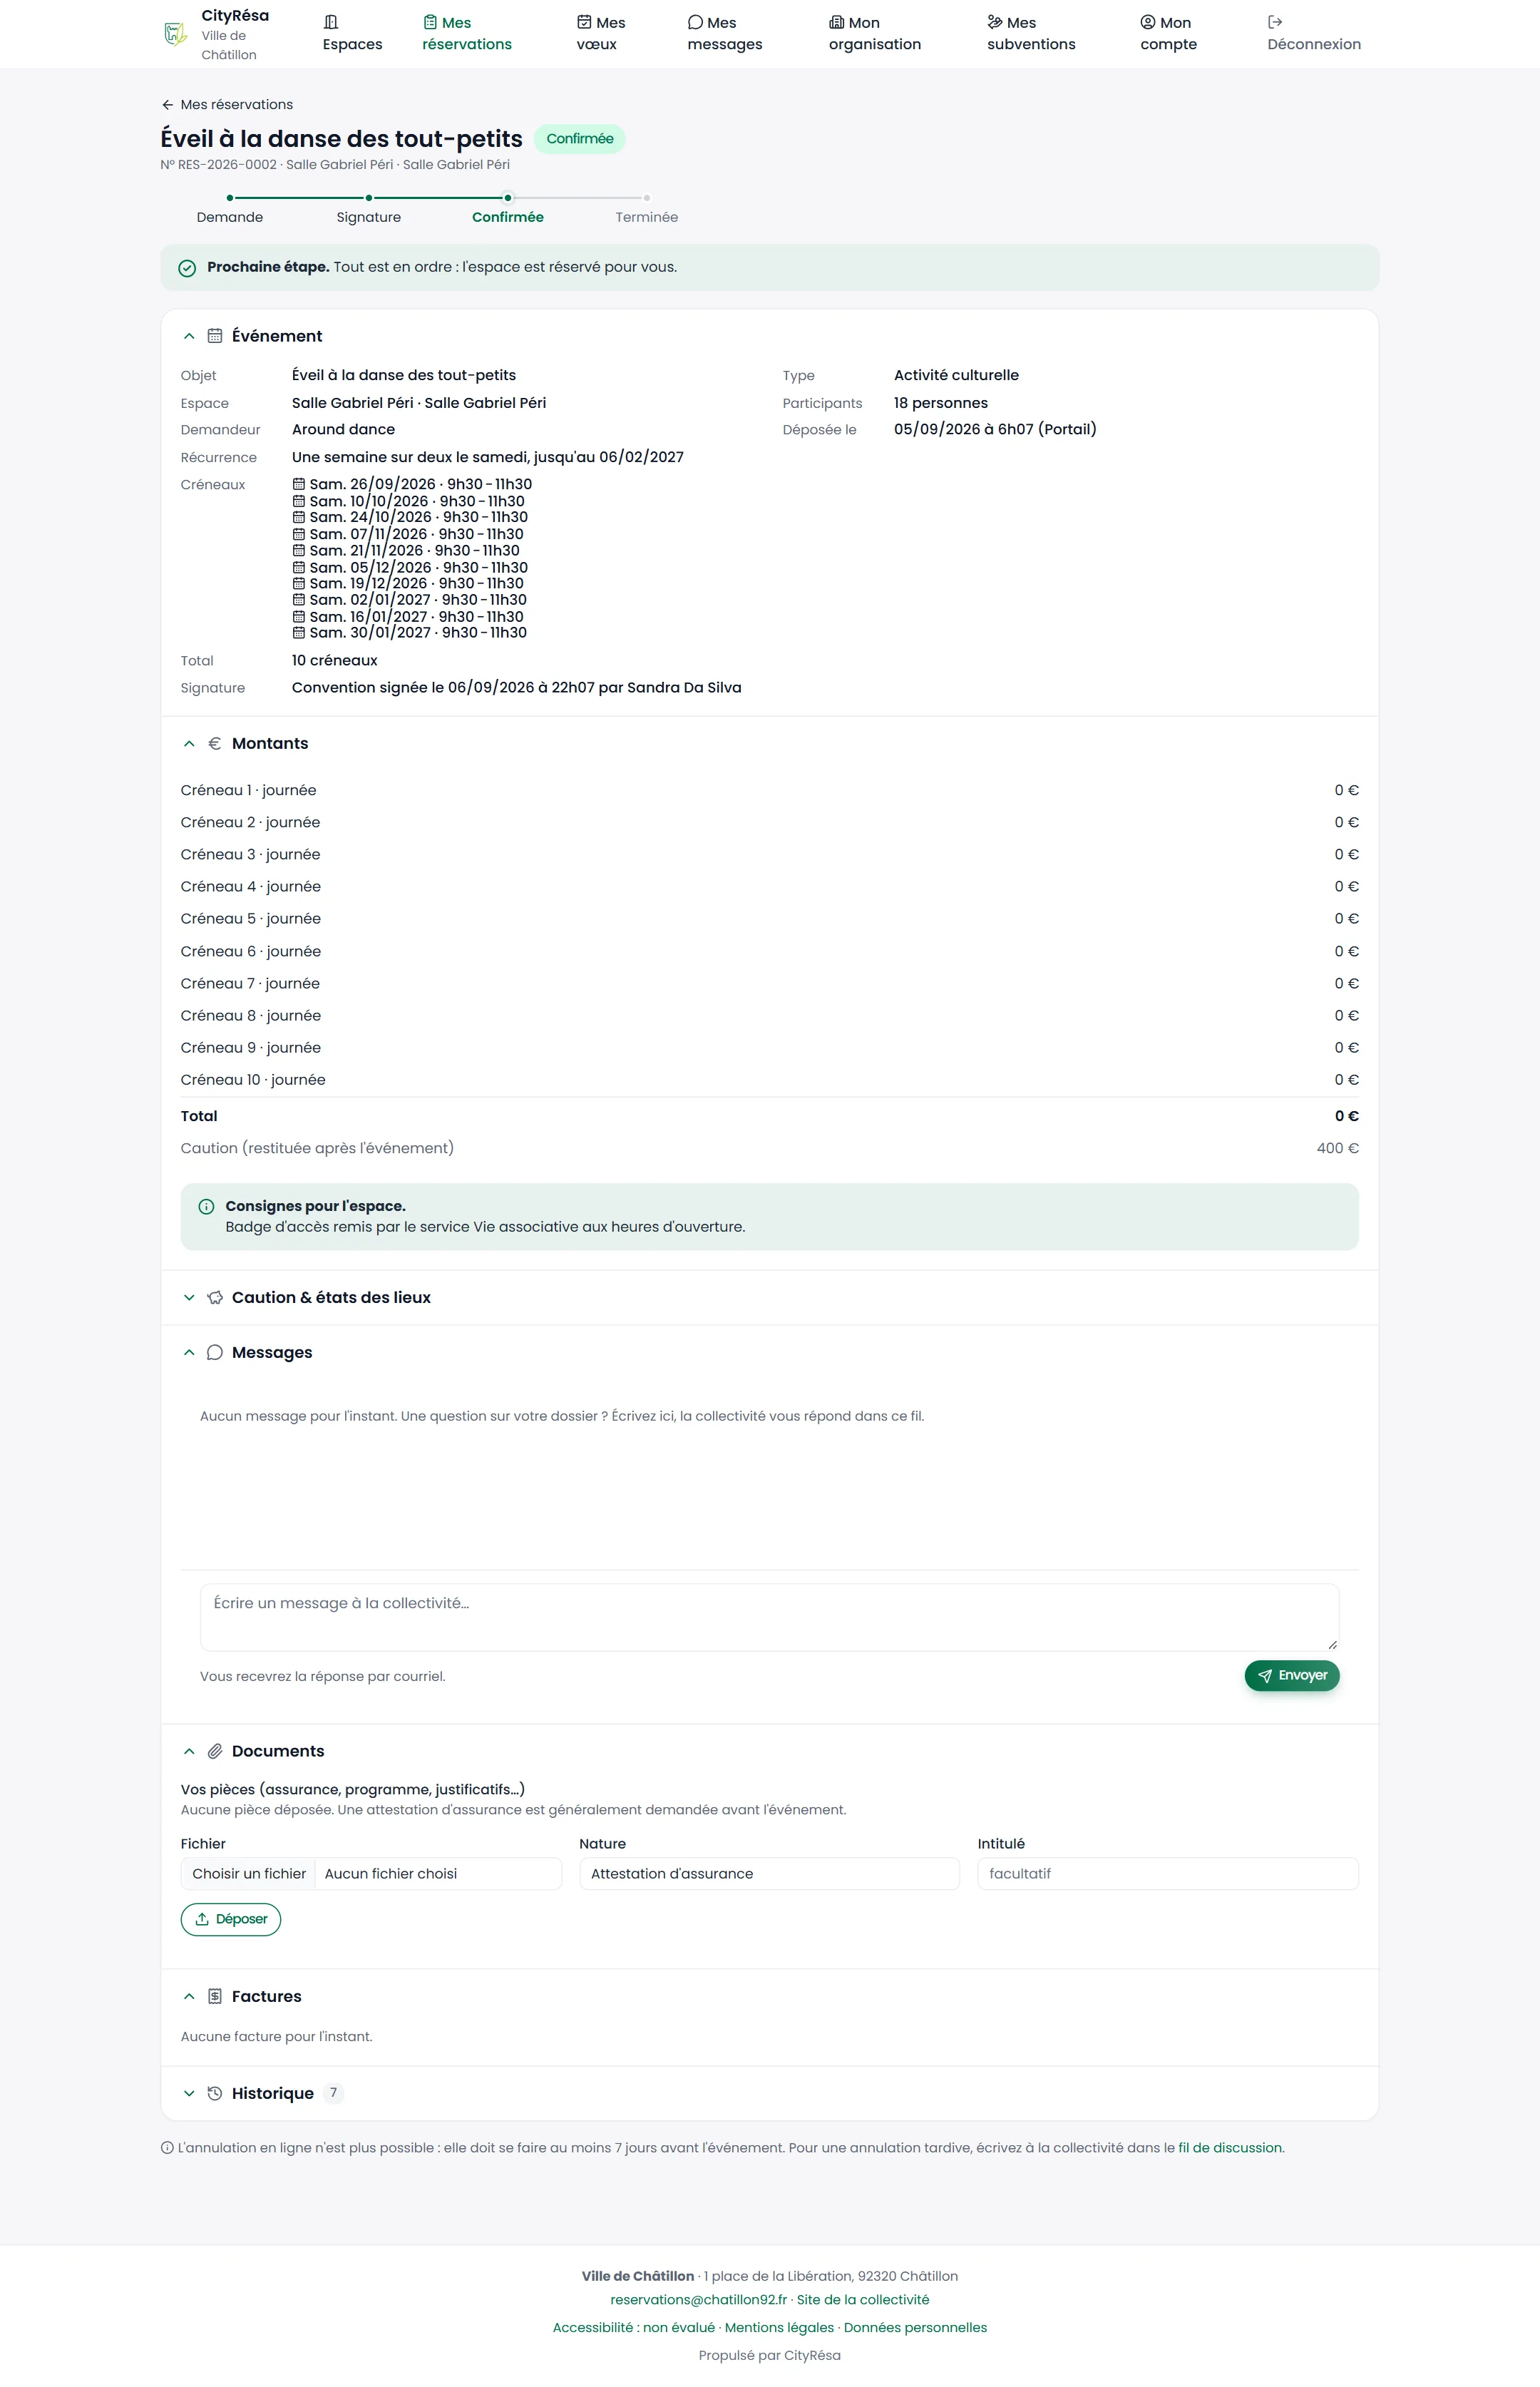 CityRésa
Ville de
Châtillon
Espaces
Mes
réservations
Mes
vœux
Mes
messages
Mon
organisation
Mes
subventions
Mon
compte
Déconnexion
Mes réservations
Éveil à la danse des tout-petits
Confirmée
N° RES-2026-0002 · Salle Gabriel Péri · Salle Gabriel Péri
Demande
Signature
Confirmée
Terminée
Prochaine étape. Tout est en ordre : l'espace est réservé pour vous.
Événement
Objet Éveil à la danse des tout-petits
Type Activité culturelle
Espace Salle Gabriel Péri · Salle Gabriel Péri
Participants 18 personnes
Demandeur Around dance
Déposée le 05/09/2026 à 6h07 (Portail)
Récurrence Une semaine sur deux le samedi, jusqu'au 06/02/2027
Créneaux Sam. 26/09/2026 · 9h30–11h30
Sam. 10/10/2026 · 9h30–11h30
Sam. 24/10/2026 · 9h30–11h30
Sam. 07/11/2026 · 9h30–11h30
Sam. 21/11/2026 · 9h30–11h30
Sam. 05/12/2026 · 9h30–11h30
Sam. 19/12/2026 · 9h30–11h30
Sam. 02/01/2027 · 9h30–11h30
Sam. 16/01/2027 · 9h30–11h30
Sam. 30/01/2027 · 9h30–11h30
Total 10 créneaux
Signature Convention signée le 06/09/2026 à 22h07 par Sandra Da Silva
Montants
Créneau 1 · journée 0 €
Créneau 2 · journée 0 €
Créneau 3 · journée 0 €
Créneau 4 · journée 0 €
Créneau 5 · journée 0 €
Créneau 6 · journée 0 €
Créneau 7 · journée 0 €
Créneau 8 · journée 0 €
Créneau 9 · journée 0 €
Créneau 10 · journée 0 €
Total 0 €
Caution (restituée après l'événement) 400 €
Consignes pour l'espace.
Badge d'accès remis par le service Vie associative aux heures d'ouverture.
Caution & états des lieux
Messages
Aucun message pour l'instant. Une question sur votre dossier ? Écrivez ici, la collectivité vous répond dans ce fil.
Écrire un message à la collectivité...
Vous recevrez la réponse par courriel.
Envoyer
Documents
Vos pièces (assurance, programme, justificatifs...)
Aucune pièce déposée. Une attestation d'assurance est généralement demandée avant l'événement.
Fichier
Nature
Intitulé
Choisir un fichier Aucun fichier choisi
Attestation d'assurance
facultatif
Déposer
Factures
Aucune facture pour l'instant.
Historique 7
L'annulation en ligne n'est plus possible : elle doit se faire au moins 7 jours avant l'événement. Pour une annulation tardive, écrivez à la collectivité dans le fil de discussion.
Ville de Châtillon · 1 place de la Libération, 92320 Châtillon
reservations@chatillon92.fr · Site de la collectivité
Accessibilité : non évalué · Mentions légales · Données personnelles
Propulsé par CityRésa